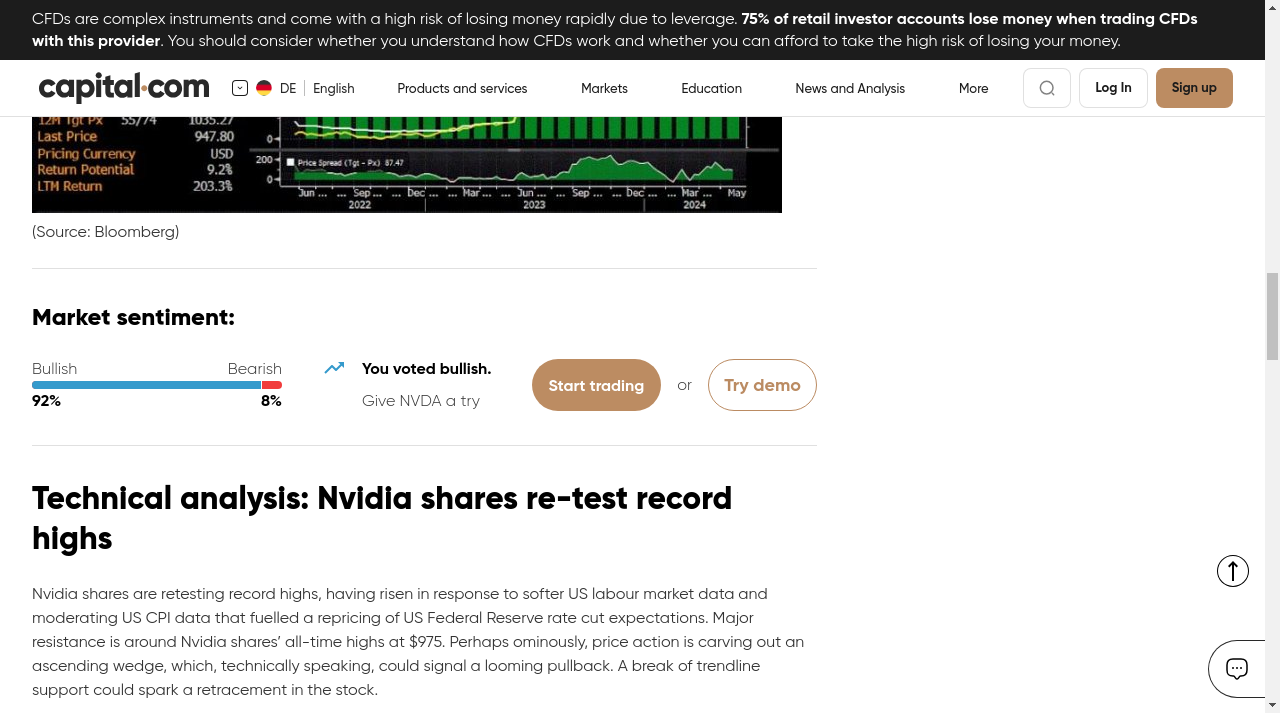 CFDs are complex instruments and come with a high risk of losing money rapidly due to leverage. 75% of retail investor accounts lose money when trading CFDs
with this provider. You should consider whether you understand how CFDs work and whether you can afford to take the high risk of losing your money.
capital.com
DE English
Products and services
Markets
Education
News and Analysis
More
Log In
Sign up
12M Tgt Px 55/74 1035.27
Last Price 947.80
Pricing Currency USD
Return Potential 9.2%
LTM Return 203.3%
0
200
0
Price Spread (Tgt - Px) 87.47
Jun ... ... Sep ... ... Dec ... Mar ... Jun ... ... Sep ... ... Dec ... Mar ... May
2022 2023 2024
(Source: Bloomberg)
Market sentiment:
Bullish Bearish
92% 8%
You voted bullish.
Give NVDA a try
Start trading
or
Try demo
Technical analysis: Nvidia shares re-test record
highs
Nvidia shares are retesting record highs, having risen in response to softer US labour market data and
moderating US CPI data that fuelled a repricing of US Federal Reserve rate cut expectations. Major
resistance is around Nvidia shares’ all-time highs at $975. Perhaps ominously, price action is carving out an
ascending wedge, which, technically speaking, could signal a looming pullback. A break of trendline
support could spark a retracement in the stock.